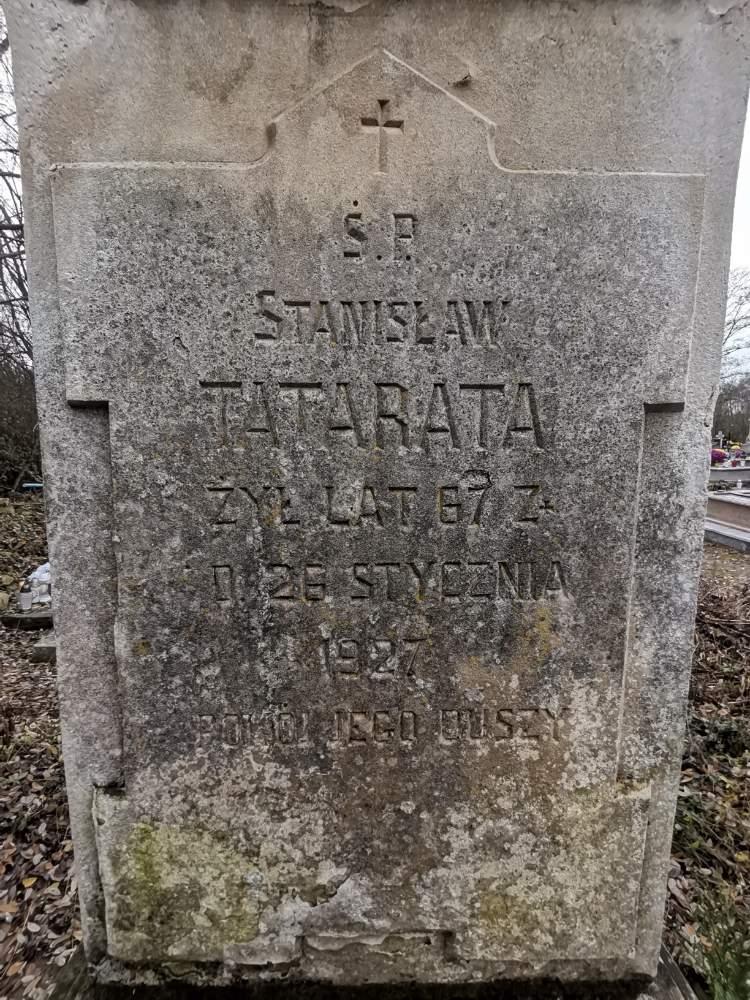 Ś.P.
STANISŁAW
TATARATA
ŻYŁ LAT 67 Z.
D. 26 STYCZNIA
1927
POKÓJ JEGO DUSZY